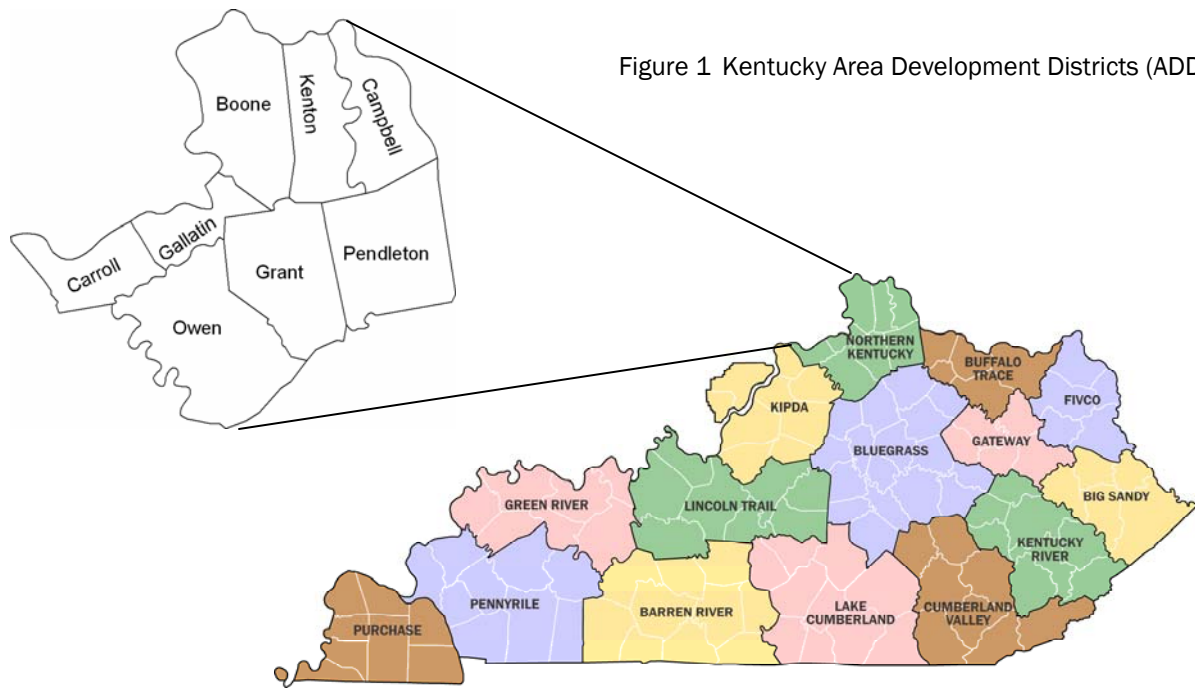 Figure 1 Kentucky Area Development Districts (ADD
Boone
Kenton
Campbell
Carroll
Gallatin
Owen
Grant
Pendleton
NORTHERN
KENTUCKY
BUFFALO
TRACE
FIVCO
KIPDA
BLUEGRASS
GATEWAY
BIG SANDY
GREEN RIVER
LINCOLN TRAIL
KENTUCKY
RIVER
PENNYRILE
BARREN RIVER
LAKE
CUMBERLAND
CUMBERLAND
VALLEY
PURCHASE